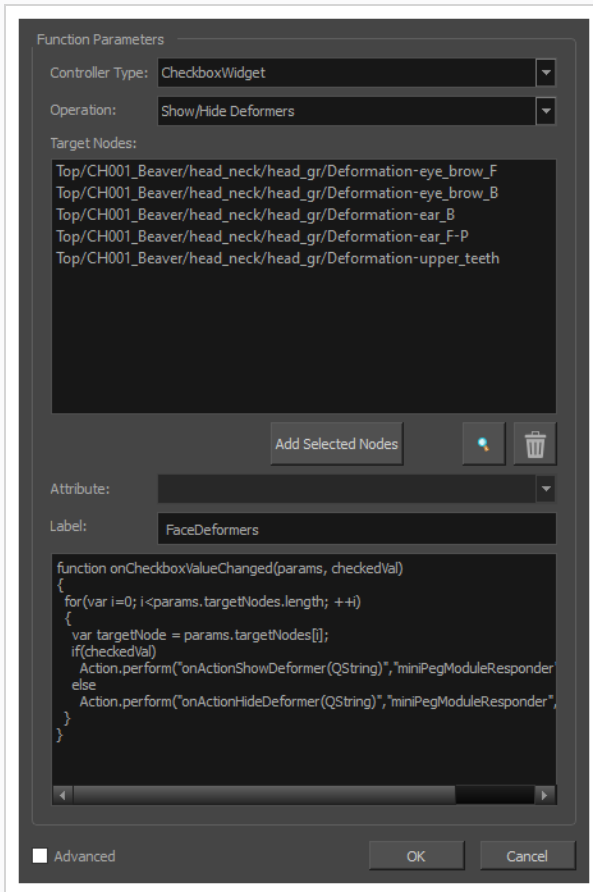 Function Parameters
Controller Type: CheckboxWidget
Operation: Show/Hide Deformers
Target Nodes:
Top/CH001_Beaver/head_neck/head_gr/Deformation-eye_brow_F
Top/CH001_Beaver/head_neck/head_gr/Deformation-eye_brow_B
Top/CH001_Beaver/head_neck/head_gr/Deformation-ear_B
Top/CH001_Beaver/head_neck/head_gr/Deformation-ear_F-P
Top/CH001_Beaver/head_neck/head_gr/Deformation-upper_teeth
Add Selected Nodes
Attribute:
Label: FaceDeformers
function onCheckboxValueChanged(params, checkedVal)
{
for(var i=0; i<params.targetNodes.length; ++i)
{
var targetNode = params.targetNodes[i];
if(checkedVal)
Action.perform("onActionShowDeformer(QString)","miniPegModuleResponder"
else
Action.perform("onActionHideDeformer(QString)","miniPegModuleResponder",
}
}
Advanced OK Cancel